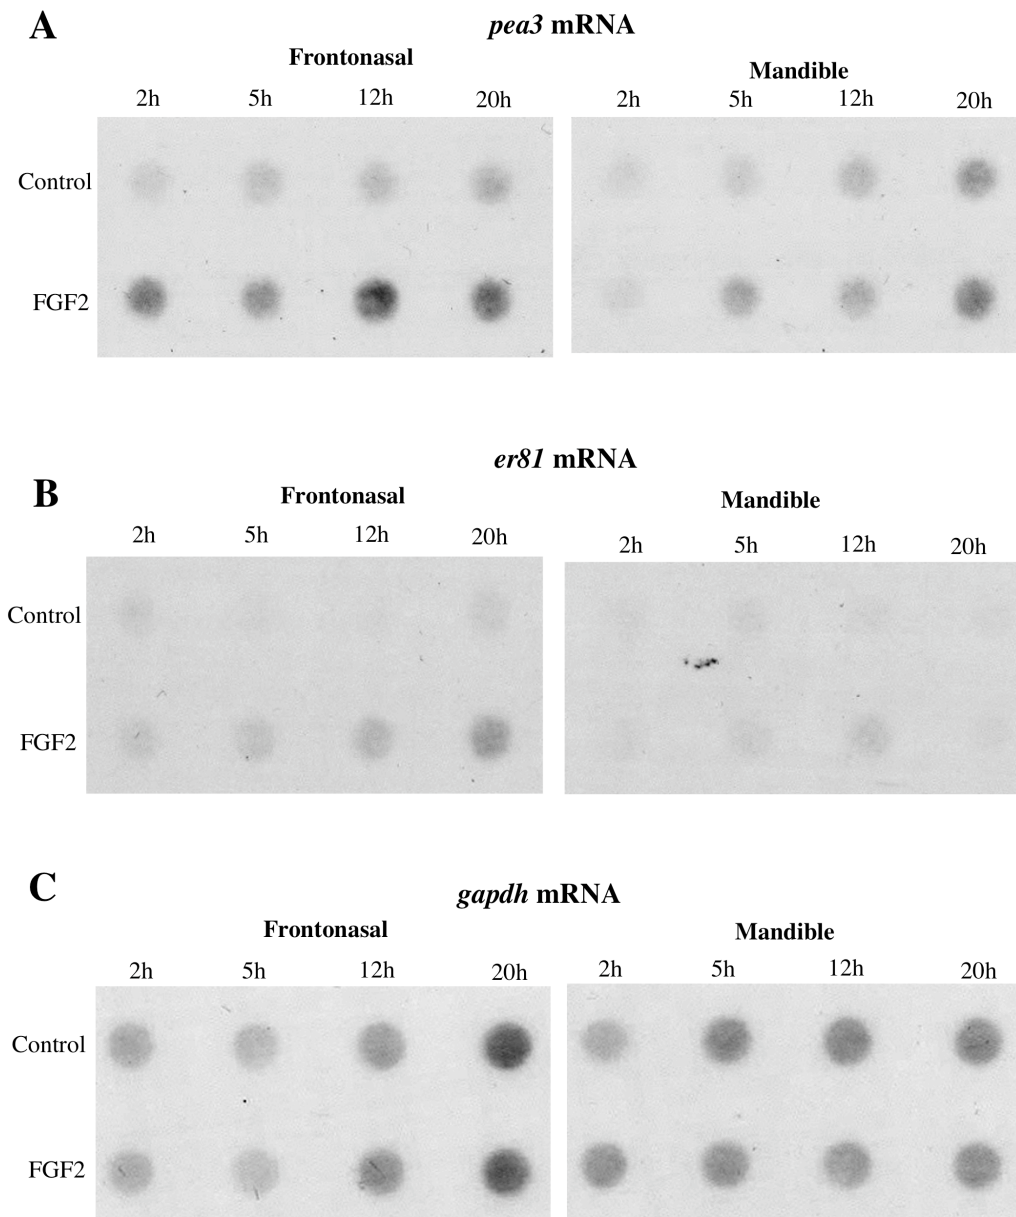 A
pea3 mRNA
Frontonasal
Mandible
2h 5h 12h 20h
2h 5h 12h 20h
Control
FGF2
er81 mRNA
B
Frontonasal
Mandible
2h 5h 12h 20h
2h 5h 12h 20h
Control
FGF2
C
gapdh mRNA
Frontonasal
Mandible
2h 5h 12h 20h
2h 5h 12h 20h
Control
FGF2